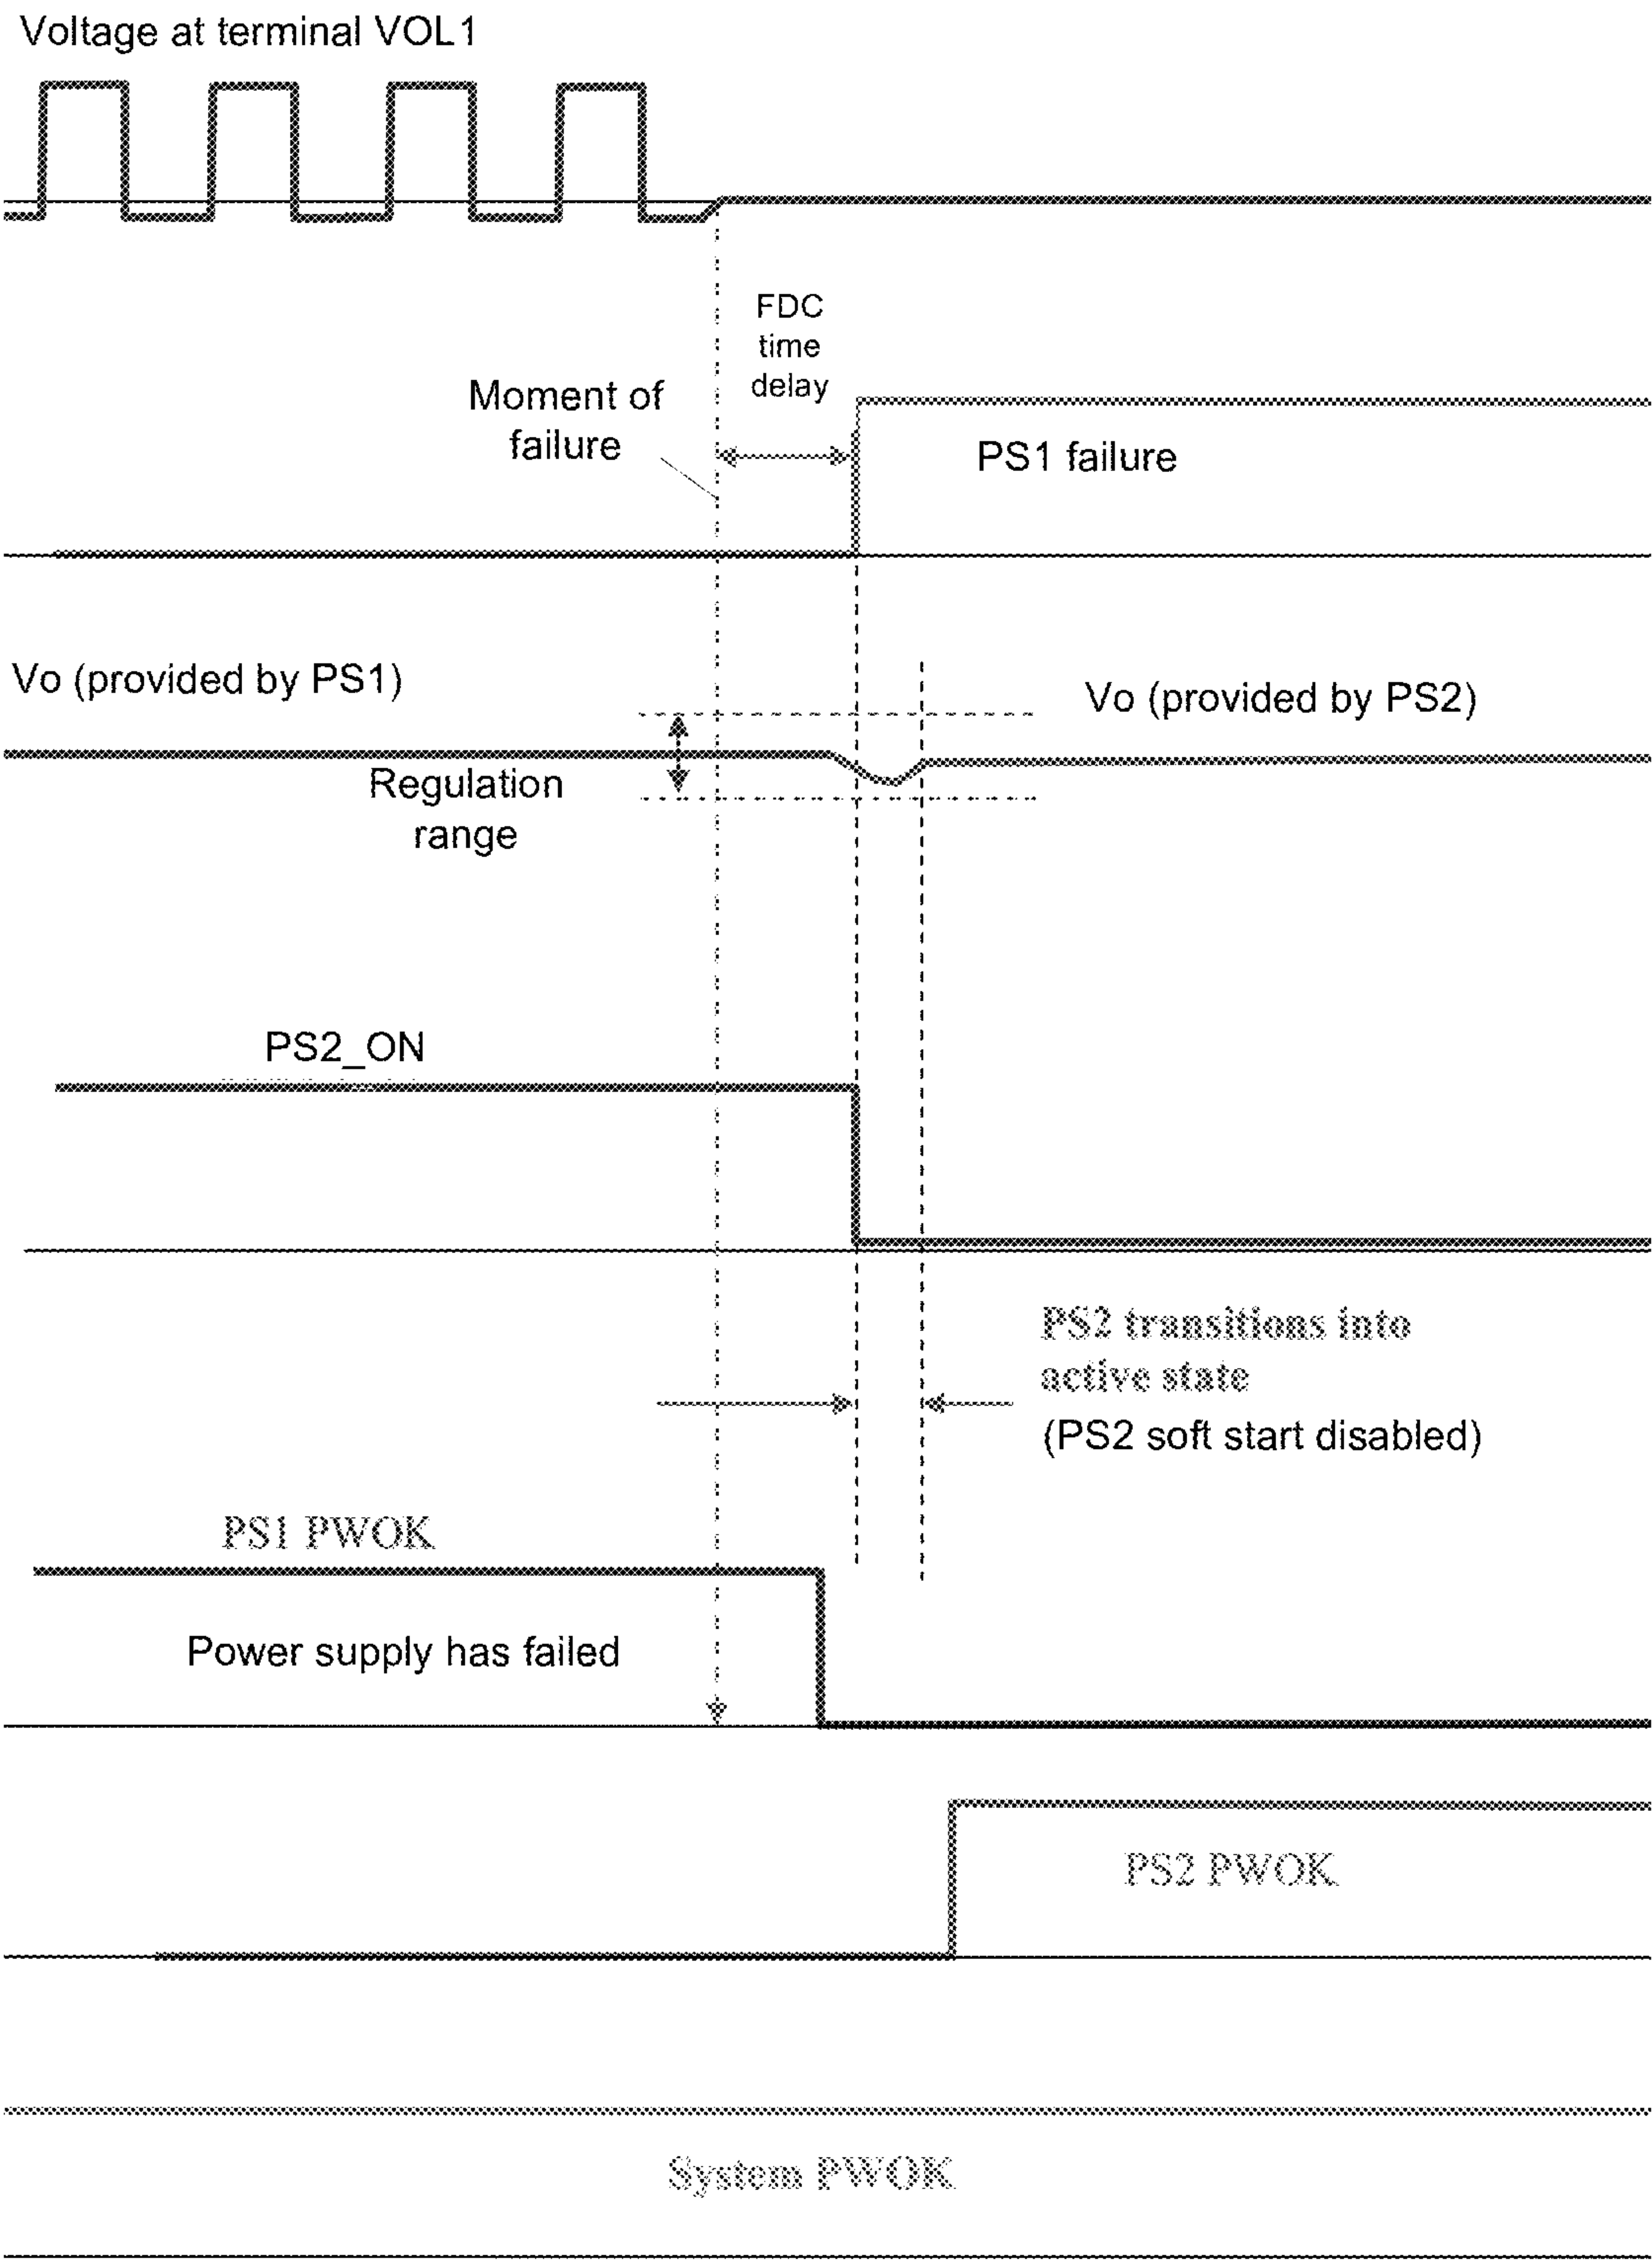 Voltage at terminal VOL1
FDC
time
delay
Moment of
failure
PS1 failure
Vo (provided by PS1)
Vo (provided by PS2)
Regulation
range
PS2_ON
PS2 transitions into
active state
(PS2 soft start disabled)
PS1 PWOK
Power supply has failed
PS2 PWOK
System PWOK